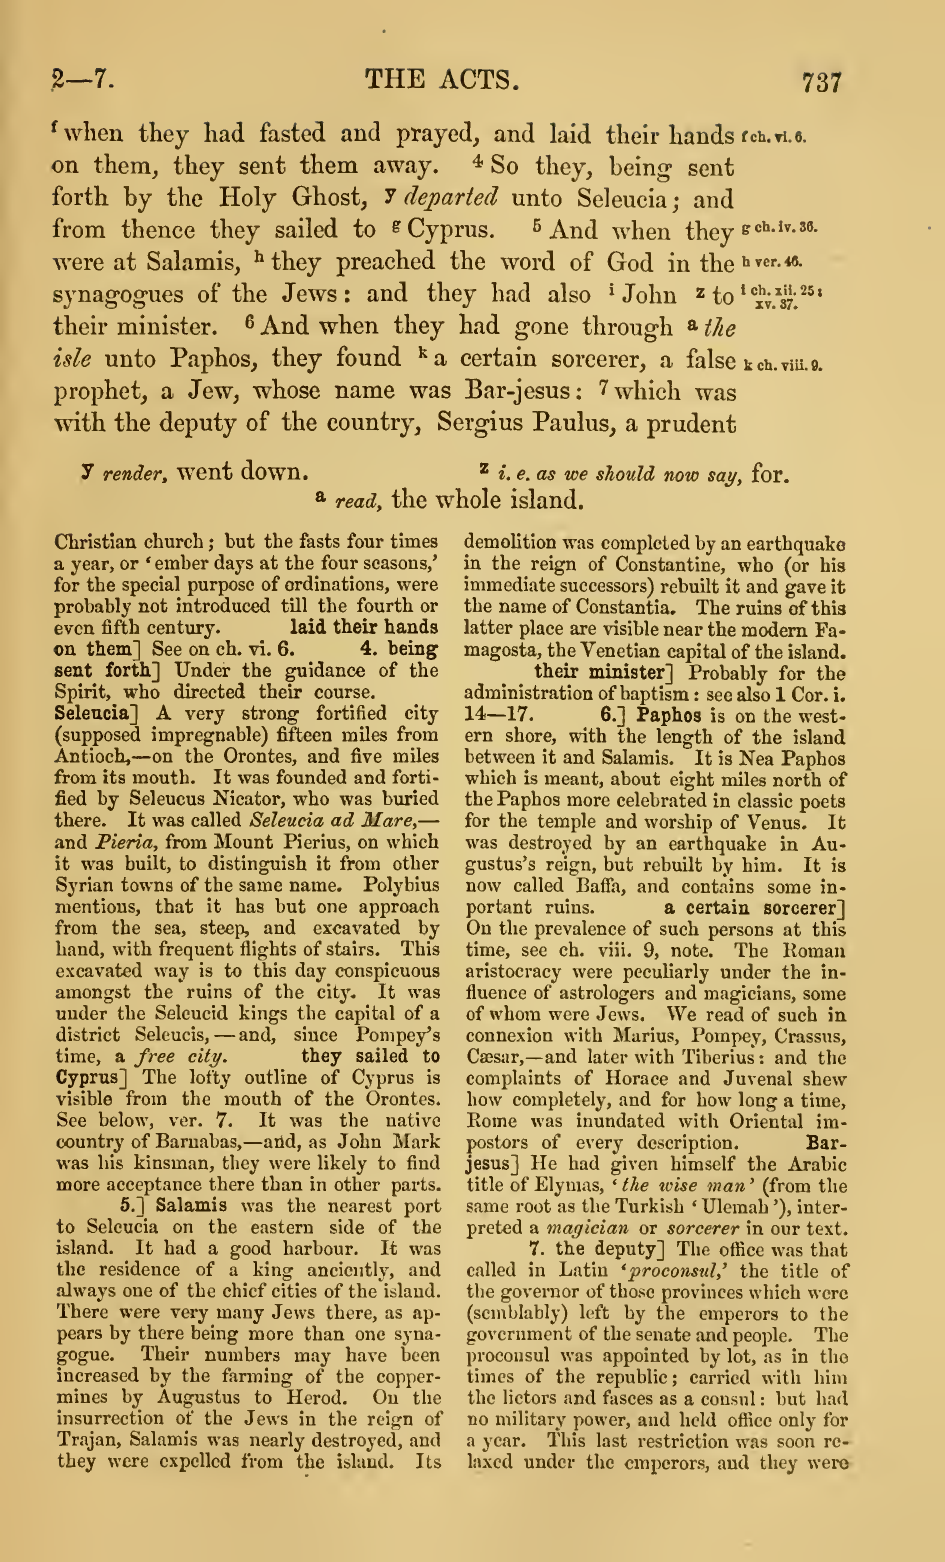 2—7.
THE ACTS.
737
f when they had fasted and prayed, and laid their hands f ch. vi. 6.
on them, they sent them away. 4 So they, being sent
forth by the Holy Ghost, y departed unto Seleucia; and
from thence they sailed to g Cyprus. 5 And when they g ch. iv. 36.
were at Salamis, h they preached the word of God in the h ver. 46.
synagogues of the Jews: and they had also i John z to i ch. xii. 25:
xv. 37.
their minister. 6 And when they had gone through a the
isle unto Paphos, they found k a certain sorcerer, a false k ch. viii. 9.
prophet, a Jew, whose name was Bar-jesus: 7 which was
with the deputy of the country, Sergius Paulus, a prudent
y render, went down.
z i. e. as we should now say, for.
a read, the whole island.
Christian church; but the fasts four times
a year, or ‘ember days at the four seasons,’
for the special purpose of ordinations, were
probably not introduced till the fourth or
even fifth century. laid their hands
on them] See on ch. vi. 6. 4. being
sent forth] Under the guidance of the
Spirit, who directed their course.
Seleucia] A very strong fortified city
(supposed impregnable) fifteen miles from
Antioch,—on the Orontes, and five miles
from its mouth. It was founded and forti-
fied by Seleucus Nicator, who was buried
there. It was called Seleucia ad Mare,—
and Pieria, from Mount Pierius, on which
it was built, to distinguish it from other
Syrian towns of the same name. Polybius
mentions, that it has but one approach
from the sea, steep, and excavated by
hand, with frequent flights of stairs. This
excavated way is to this day conspicuous
amongst the ruins of the city. It was
under the Seleucid kings the capital of a
district Seleucis,—and, since Pompey’s
time, a free city. they sailed to
Cyprus] The lofty outline of Cyprus is
visible from the mouth of the Orontes.
See below, ver. 7. It was the native
country of Barnabas,—and, as John Mark
was his kinsman, they were likely to find
more acceptance there than in other parts.
5.] Salamis was the nearest port
to Seleucia on the eastern side of the
island. It had a good harbour. It was
the residence of a king anciently, and
always one of the chief cities of the island.
There were very many Jews there, as ap-
pears by there being more than one syna-
gogue. Their numbers may have been
increased by the farming of the copper-
mines by Augustus to Herod. On the
insurrection of the Jews in the reign of
Trajan, Salamis was nearly destroyed, and
they were expelled from the island. Its
demolition was completed by an earthquake
in the reign of Constantine, who (or his
immediate successors) rebuilt it and gave it
the name of Constantia. The ruins of this
latter place are visible near the modern Fa-
magosta, the Venetian capital of the island.
their minister] Probably for the
administration of baptism: see also 1 Cor. i.
14—17. 6.] Paphos is on the west-
ern shore, with the length of the island
between it and Salamis. It is Nea Paphos
which is meant, about eight miles north of
the Paphos more celebrated in classic poets
for the temple and worship of Venus. It
was destroyed by an earthquake in Au-
gustus’s reign, but rebuilt by him. It is
now called Baffa, and contains some im-
portant ruins. a certain sorcerer]
On the prevalence of such persons at this
time, see ch. viii. 9, note. The Roman
aristocracy were peculiarly under the in-
fluence of astrologers and magicians, some
of whom were Jews. We read of such in
connexion with Marius, Pompey, Crassus,
Cæsar,—and later with Tiberius: and the
complaints of Horace and Juvenal shew
how completely, and for how long a time,
Rome was inundated with Oriental im-
postors of every description. Bar-
jesus] He had given himself the Arabic
title of Elymas, ‘the wise man’ (from the
same root as the Turkish ‘Ulemah’), inter-
preted a magician or sorcerer in our text.
7. the deputy] The office was that
called in Latin ‘proconsul,’ the title of
the governor of those provinces which were
(semblably) left by the emperors to the
government of the senate and people. The
proconsul was appointed by lot, as in the
times of the republic; carried with him
the lictors and fasces as a consul: but had
no military power, and held office only for
a year. This last restriction was soon re-
laxed under the emperors, and they were